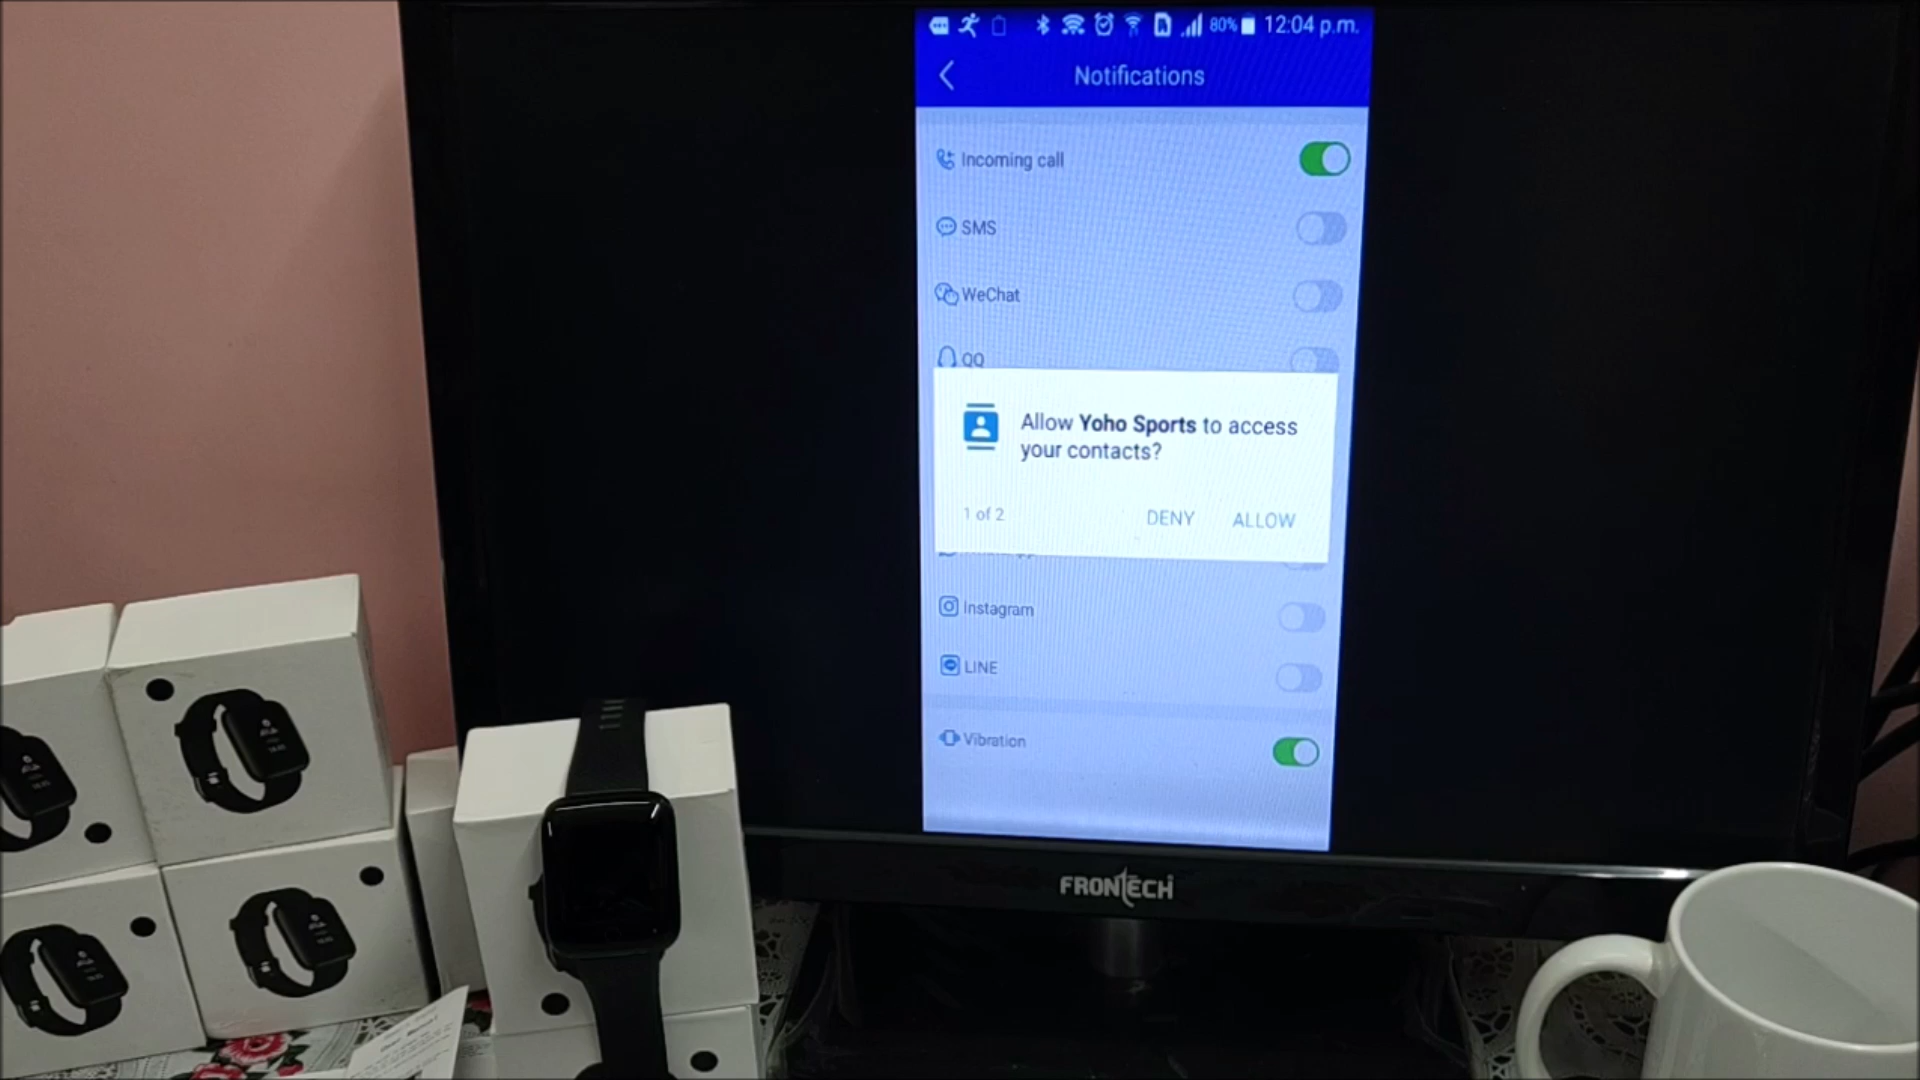 80% 12:04 p.m.
Notifications
Incoming call
SMS
WeChat
QQ
Allow Yoho Sports to access
your contacts?
1 of 2 DENY ALLOW
Instagram
LINE
Vibration
FRONTECH